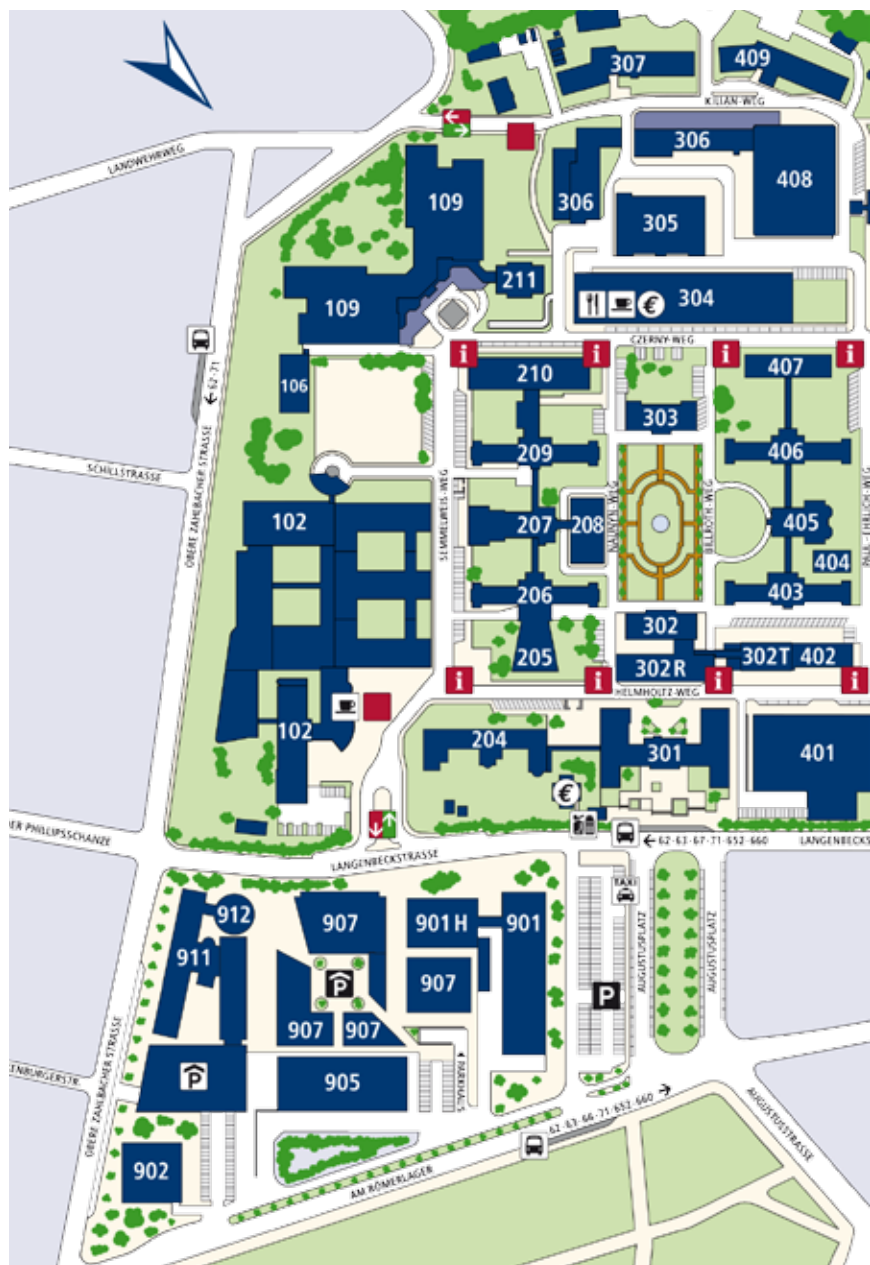 307
409
KILIAN-WEG
LANDWEHRWEG
306
306
408
109
305
211
304
€
109
CZERNY-WEG
i
i
i
i
62·71
106
210
407
303
SCHILLSTRASSE
OBERE ZAHLBACHER STRASSE
SEMMELWEIS-WEG
209
406
NAUNYN-WEG
BILLROTH-WEG
PAUL-EHRLICH-WEG
102
207
208
405
404
206
403
302
205
302 R
302T
402
i
i
i
i
HELMHOLTZ-WEG
102
204
301
401
€
DER PHILLIPSSCHANZE
62·63·67·71·652·660
LANGENBECKSTRASSE
LANGENBECKS
TAXI
912
907
901 H
901
AUGUSTUSPLATZ
AUGUSTUSPLATZ
911
907
P
P
907
907
PARKHAUS
905
P
ENBURGERSTR.
OBERE ZAHLBACHER STRASSE
62·63·66·71·652·660
AUGUSTUSSTRASSE
902
AM RÖMERLAGER